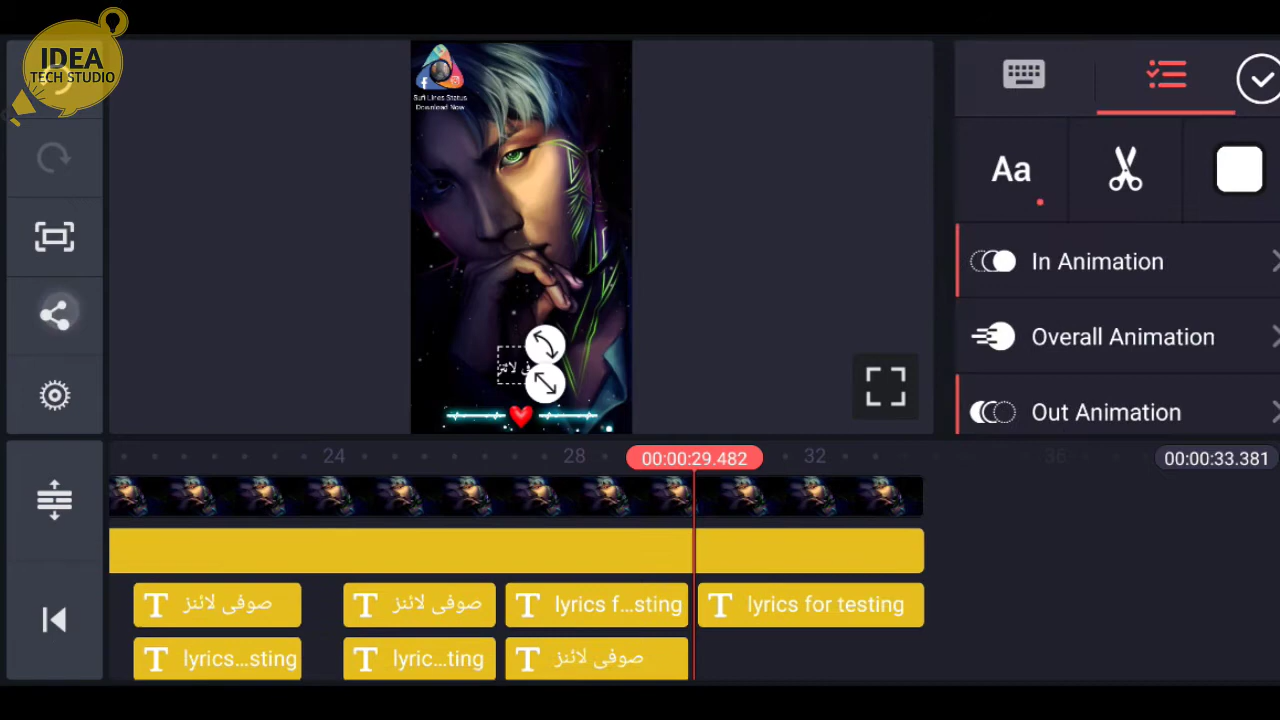 IDEA
TECH STUDIO
Sufi Lines Status
Download Now
Aa
In Animation
Overall Animation
Out Animation
24
28
00:00:29.482
32
36
00:00:33.381
T صوفی لائنز
T صوفی لائنز
T lyrics f...sting
T lyrics for testing
T lyrics...sting
T lyric...ting
T صوفی لائنز